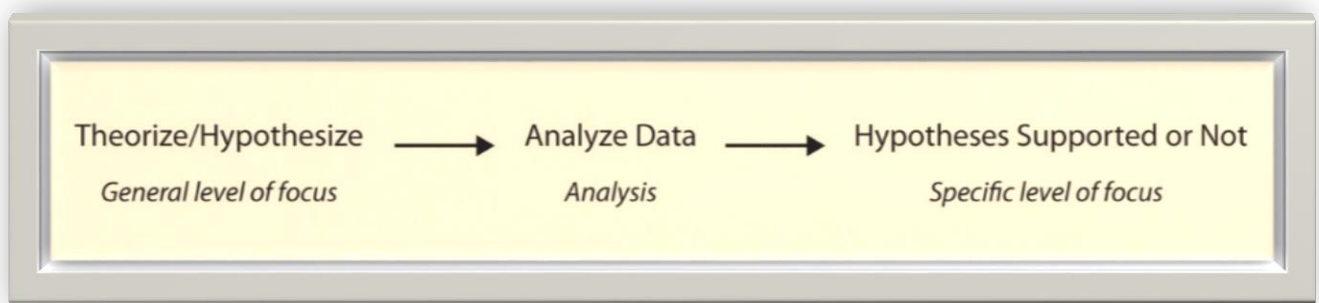 Theorize/Hypothesize → Analyze Data → Hypotheses Supported or Not
General level of focus Analysis Specific level of focus